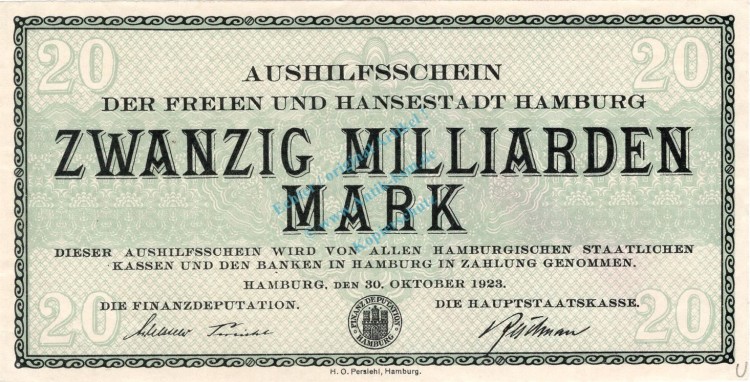 20 20
AUSHILFSSCHEIN
DER FREIEN UND HANSESTADT HAMBURG
ZWANZIG MILLIARDEN
MARK
DIESER AUSHILFSSCHEIN WIRD VON ALLEN HAMBURGISCHEN STAATLICHEN
KASSEN UND DEN BANKEN IN HAMBURG IN ZAHLUNG GENOMMEN.
HAMBURG, DEN 30. OKTOBER 1923.
DIE FINANZDEPUTATION. DIE HAUPTSTAATSKASSE.
FINANZDEPUTATION
HAMBURG
20 20
H. O. Persiehl, Hamburg.
U